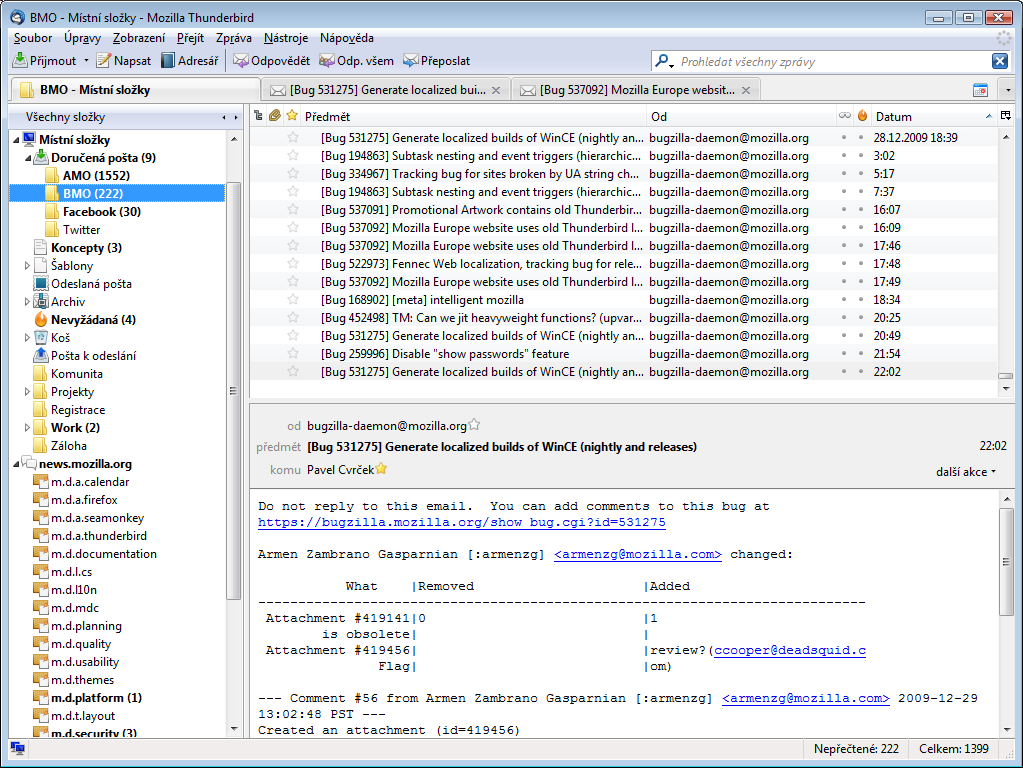 BMO - Místní složky - Mozilla Thunderbird
Soubor Úpravy Zobrazení Přejít Zpráva Nástroje Nápověda
Přijmout Napsat Adresář Odpovědět Odp. všem Přeposlat Prohledat všechny zprávy
BMO - Místní složky [Bug 531275] Generate localized bui... [Bug 537092] Mozilla Europe websit...
Všechny složky
Místní složky
Doručená pošta (9)
AMO (1552)
BMO (222)
Facebook (30)
Twitter
Koncepty (3)
Šablony
Odeslaná pošta
Archiv
Nevyžádaná (4)
Koš
Pošta k odeslání
Komunita
Projekty
Registrace
Work (2)
Záloha
news.mozilla.org
m.d.a.calendar
m.d.a.firefox
m.d.a.seamonkey
m.d.a.thunderbird
m.d.documentation
m.d.l.cs
m.d.l10n
m.d.mdc
m.d.planning
m.d.quality
m.d.usability
m.d.themes
m.d.platform (1)
m.d.t.layout
m.d.security (3)
Předmět Od Datum
[Bug 531275] Generate localized builds of WinCE (nightly an... bugzilla-daemon@mozilla.org 28.12.2009 18:39
[Bug 194863] Subtask nesting and event triggers (hierarchic... bugzilla-daemon@mozilla.org 3:02
[Bug 334967] Tracking bug for sites broken by UA string ch... bugzilla-daemon@mozilla.org 5:17
[Bug 194863] Subtask nesting and event triggers (hierarchic... bugzilla-daemon@mozilla.org 7:37
[Bug 537091] Promotional Artwork contains old Thunderbir... bugzilla-daemon@mozilla.org 16:07
[Bug 537092] Mozilla Europe website uses old Thunderbird l... bugzilla-daemon@mozilla.org 16:09
[Bug 537092] Mozilla Europe website uses old Thunderbird l... bugzilla-daemon@mozilla.org 17:46
[Bug 522973] Fennec Web localization, tracking bug for rele... bugzilla-daemon@mozilla.org 17:48
[Bug 537092] Mozilla Europe website uses old Thunderbird l... bugzilla-daemon@mozilla.org 17:49
[Bug 168902] [meta] intelligent mozilla bugzilla-daemon@mozilla.org 18:34
[Bug 452498] TM: Can we jit heavyweight functions? (upvar... bugzilla-daemon@mozilla.org 20:25
[Bug 531275] Generate localized builds of WinCE (nightly an... bugzilla-daemon@mozilla.org 20:49
[Bug 259996] Disable "show passwords" feature bugzilla-daemon@mozilla.org 21:54
[Bug 531275] Generate localized builds of WinCE (nightly an... bugzilla-daemon@mozilla.org 22:02
od bugzilla-daemon@mozilla.org
předmět [Bug 531275] Generate localized builds of WinCE (nightly and releases) 22:02
komu Pavel Cvrček
další akce
Do not reply to this email. You can add comments to this bug at
https://bugzilla.mozilla.org/show_bug.cgi?id=531275
Armen Zambrano Gasparnian [:armenzg] <armenzg@mozilla.com> changed:
What |Removed |Added
----------------------------------------------------------------------------
Attachment #419141|0 |1
is obsolete| |
Attachment #419456| |review?(ccooper@deadsquid.c
Flag| |om)
--- Comment #56 from Armen Zambrano Gasparnian [:armenzg] <armenzg@mozilla.com> 2009-12-29
13:02:48 PST ---
Created an attachment (id=419456)
Nepřečtené: 222 Celkem: 1399